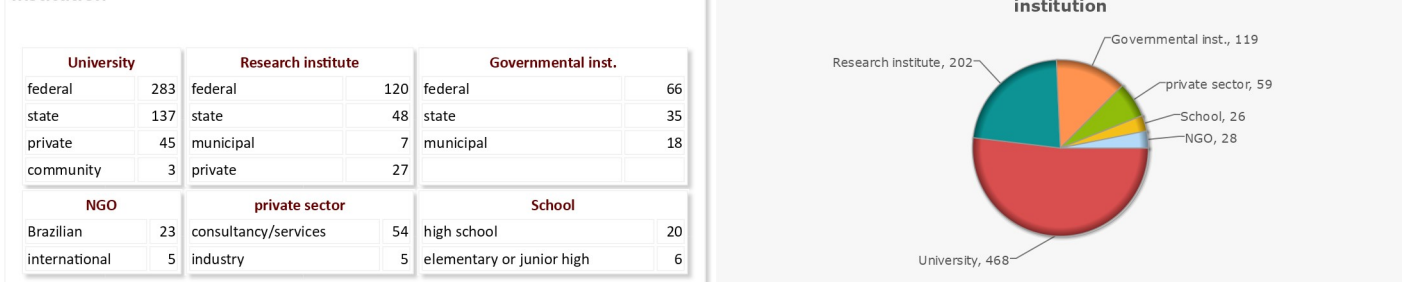 institution
University Research institute Governmental inst.
federal 283 federal 120 federal 66
state 137 state 48 state 35
private 45 municipal 7 municipal 18
community 3 private 27
NGO private sector School
Brazilian 23 consultancy/services 54 high school 20
international 5 industry 5 elementary or junior high 6
Governmental inst., 119
Research institute, 202
private sector, 59
School, 26
NGO, 28
University, 468